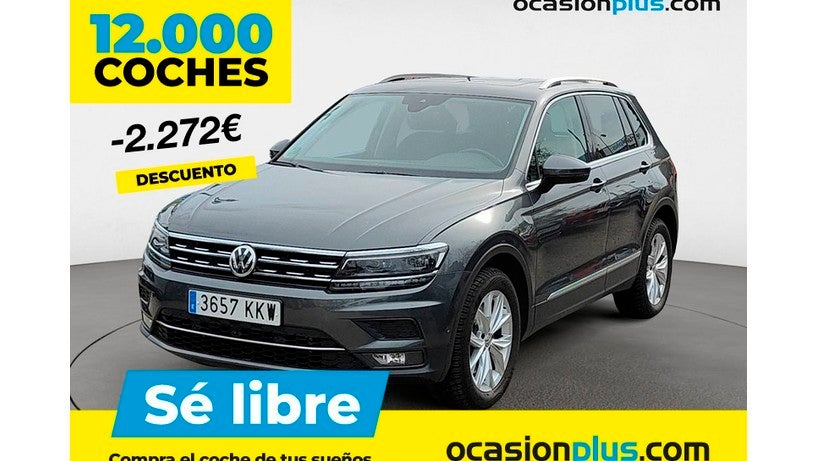 ocasionplus.com
12.000
COCHES
-2.272€
DESCUENTO
3657 KKW
Sé libre
Compra el coche de tus sueños
ocasionplus.com